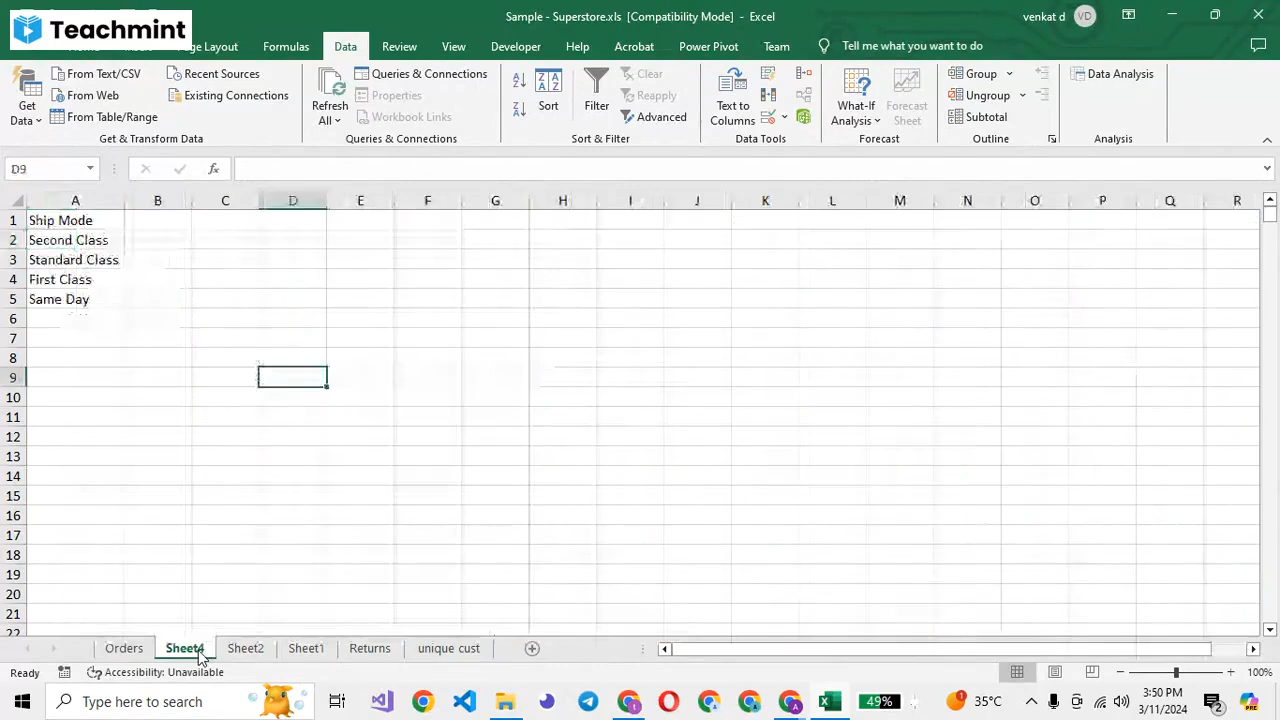 Teachmint
Sample - Superstore.xls [Compatibility Mode] - Excel
venkat d
VD
Page Layout
Formulas
Data
Review
View
Developer
Help
Acrobat
Power Pivot
Team
Tell me what you want to do
Get
Data
From Text/CSV
From Web
From Table/Range
Recent Sources
Existing Connections
Get & Transform Data
Refresh
All
Queries & Connections
Properties
Workbook Links
Queries & Connections
Sort
Filter
Clear
Reapply
Advanced
Sort & Filter
Text to
Columns
Data Tools
What-If
Analysis
Forecast
Sheet
Forecast
Group
Ungroup
Subtotal
Outline
Data Analysis
Analysis
D9
fx
A B C D E F G H I J K L M N O P Q R
1 Ship Mode
2 Second Class
3 Standard Class
4 First Class
5 Same Day
6
7
8
9
10
11
12
13
14
15
16
17
18
19
20
21
22
Orders Sheet4 Sheet2 Sheet1 Returns unique cust
Ready
Accessibility: Unavailable
100%
Type here to search
49%
1
35°C
3:50 PM
3/11/2024
2